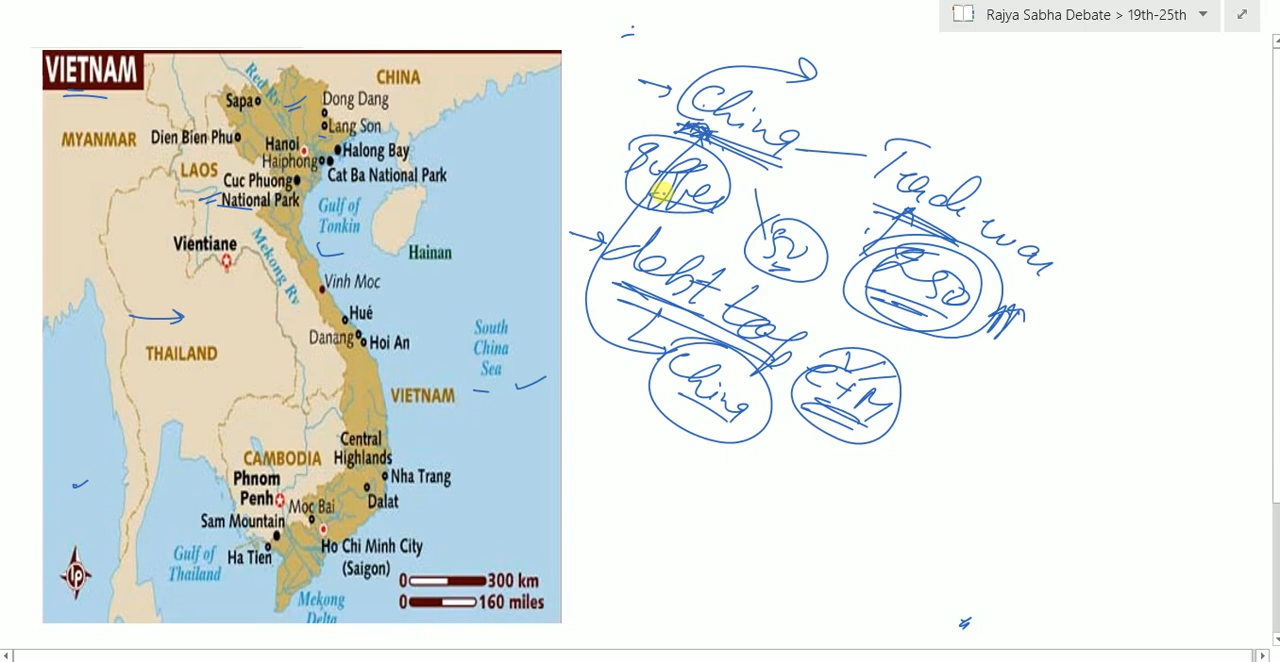 Rajya Sabha Debate > 19th-25th
VIETNAM
Red Rv
CHINA
Sapa
Dong Dang
Lang Son
MYANMAR
Dien Bien Phu
Hanoi
Haiphong
Halong Bay
LAOS
Cat Ba National Park
Cuc Phuong
National Park
Gulf of
Tonkin
Vientiane
Mekong Rv
Hainan
Vinh Moc
Hué
Danang
Hoi An
THAILAND
South
China
Sea
VIETNAM
Central
Highlands
CAMBODIA
Phnom
Penh
Nha Trang
Moc Bai
Dalat
Sam Mountain
Ho Chi Minh City
(Saigon)
Gulf of
Thailand
Ha Tien
0 300 km
0 160 miles
Mekong
Delta
China
Trade war
debt trap
China